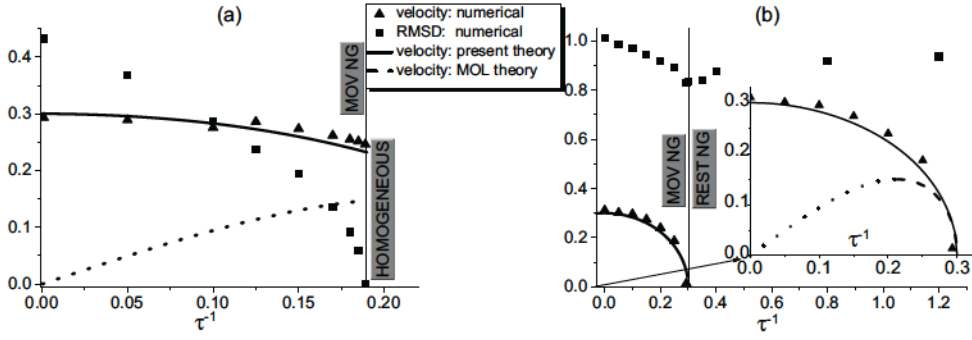 (a)
velocity: numerical
RMSD: numerical
velocity: present theory
velocity: MOL theory
(b)
0.4
0.3
0.2
0.1
0.0
0.00
0.05
0.10
0.15
0.20
τ⁻¹
MOV NG
HOMOGENEOUS
1.0
0.8
0.6
0.4
0.2
0.0
0.0
0.2
0.4
0.6
0.8
1.0
1.2
τ⁻¹
MOV NG
REST NG
0.3
0.2
0.1
0.0
0.0
0.1
0.2
0.3
τ⁻¹